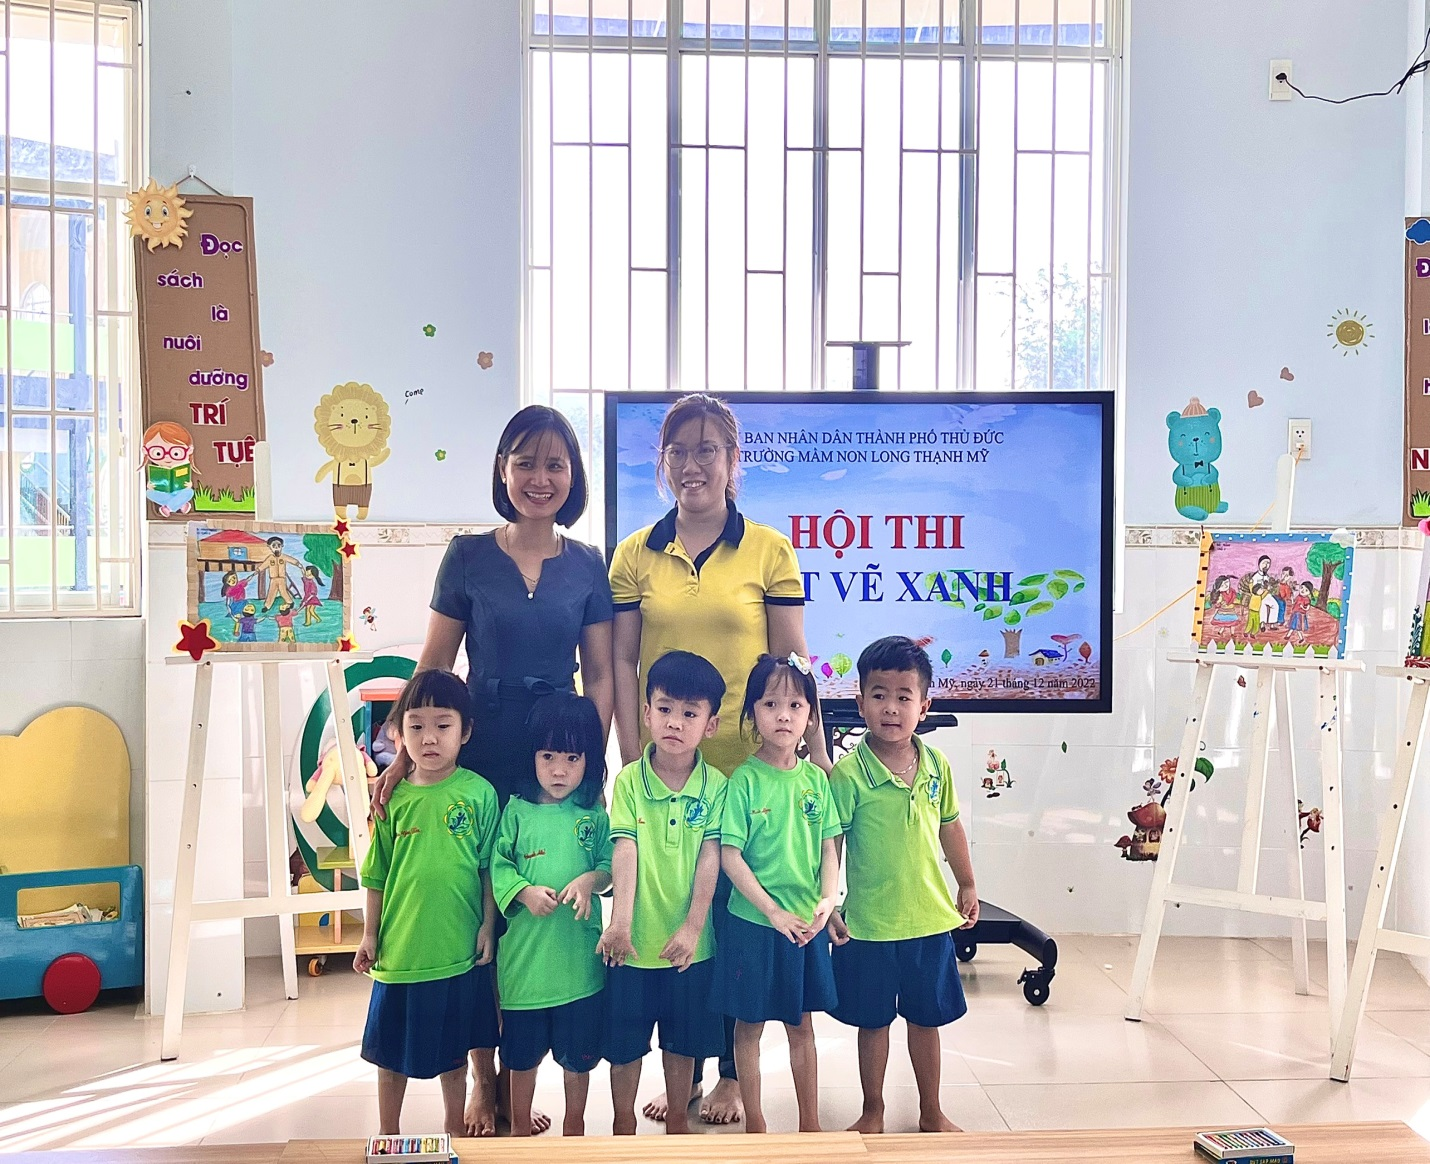 Đọc
sách
là
nuôi
dưỡng
TRÍ
TUỆ
come
BAN NHÂN DÂN THÀNH PHỐ THỦ ĐỨC
TRƯỜNG MẦM NON LONG THẠNH MỸ
HỘI THI
VẼ XANH
Mỹ, ngày 21 tháng 12 năm 2022